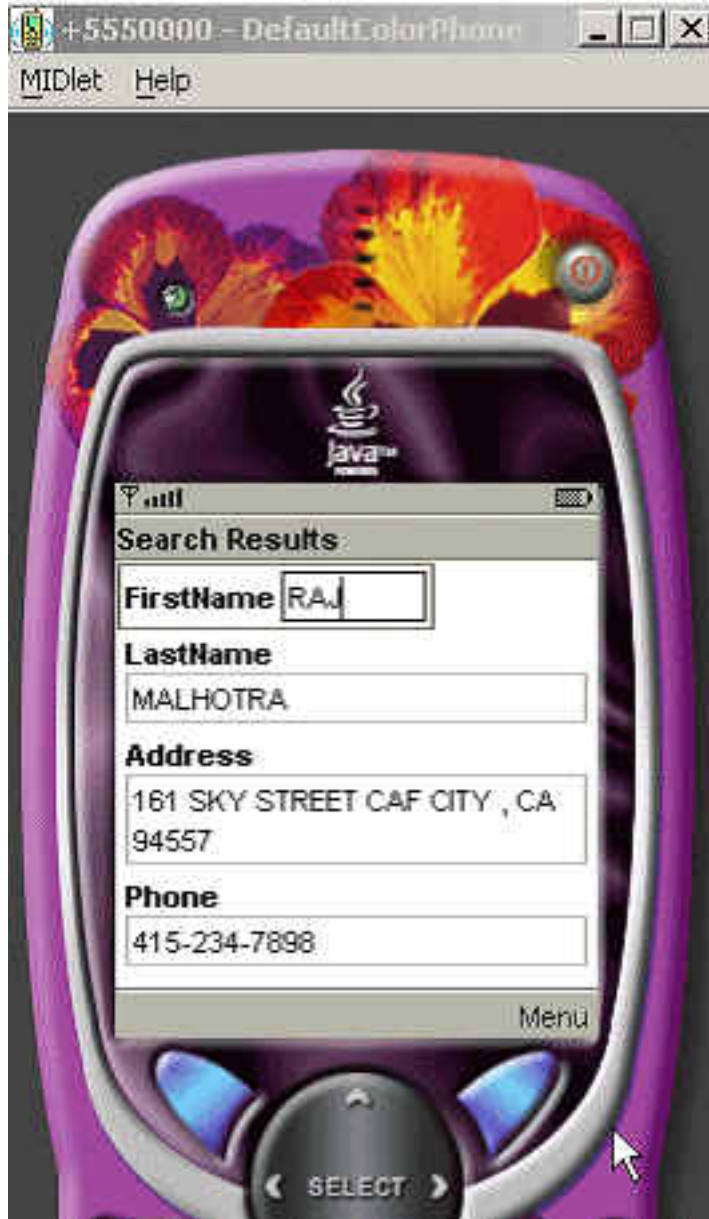 +5550000 - DefaultColorPhone
MIDlet Help
Java
Search Results
FirstName RAJ
LastName
MALHOTRA
Address
161 SKY STREET CAF CITY , CA
94557
Phone
415-234-7898
Menu
SELECT